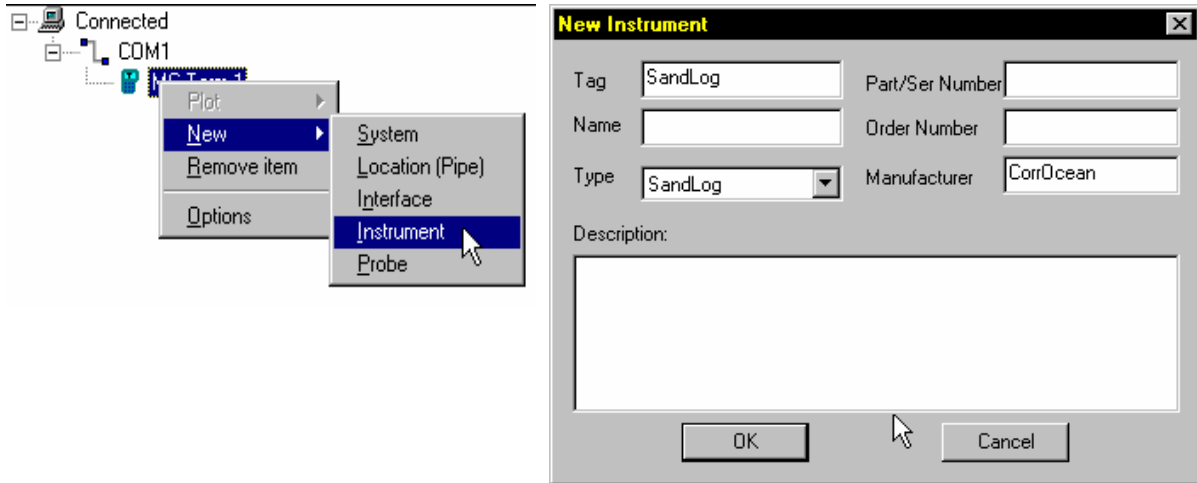 Connected
COM1
Plot
New
Remove item
Options
System
Location (Pipe)
Interface
Instrument
Probe
New Instrument
Tag SandLog Part/Ser Number
Name Order Number
Type SandLog Manufacturer CorrOcean
Description:
OK Cancel